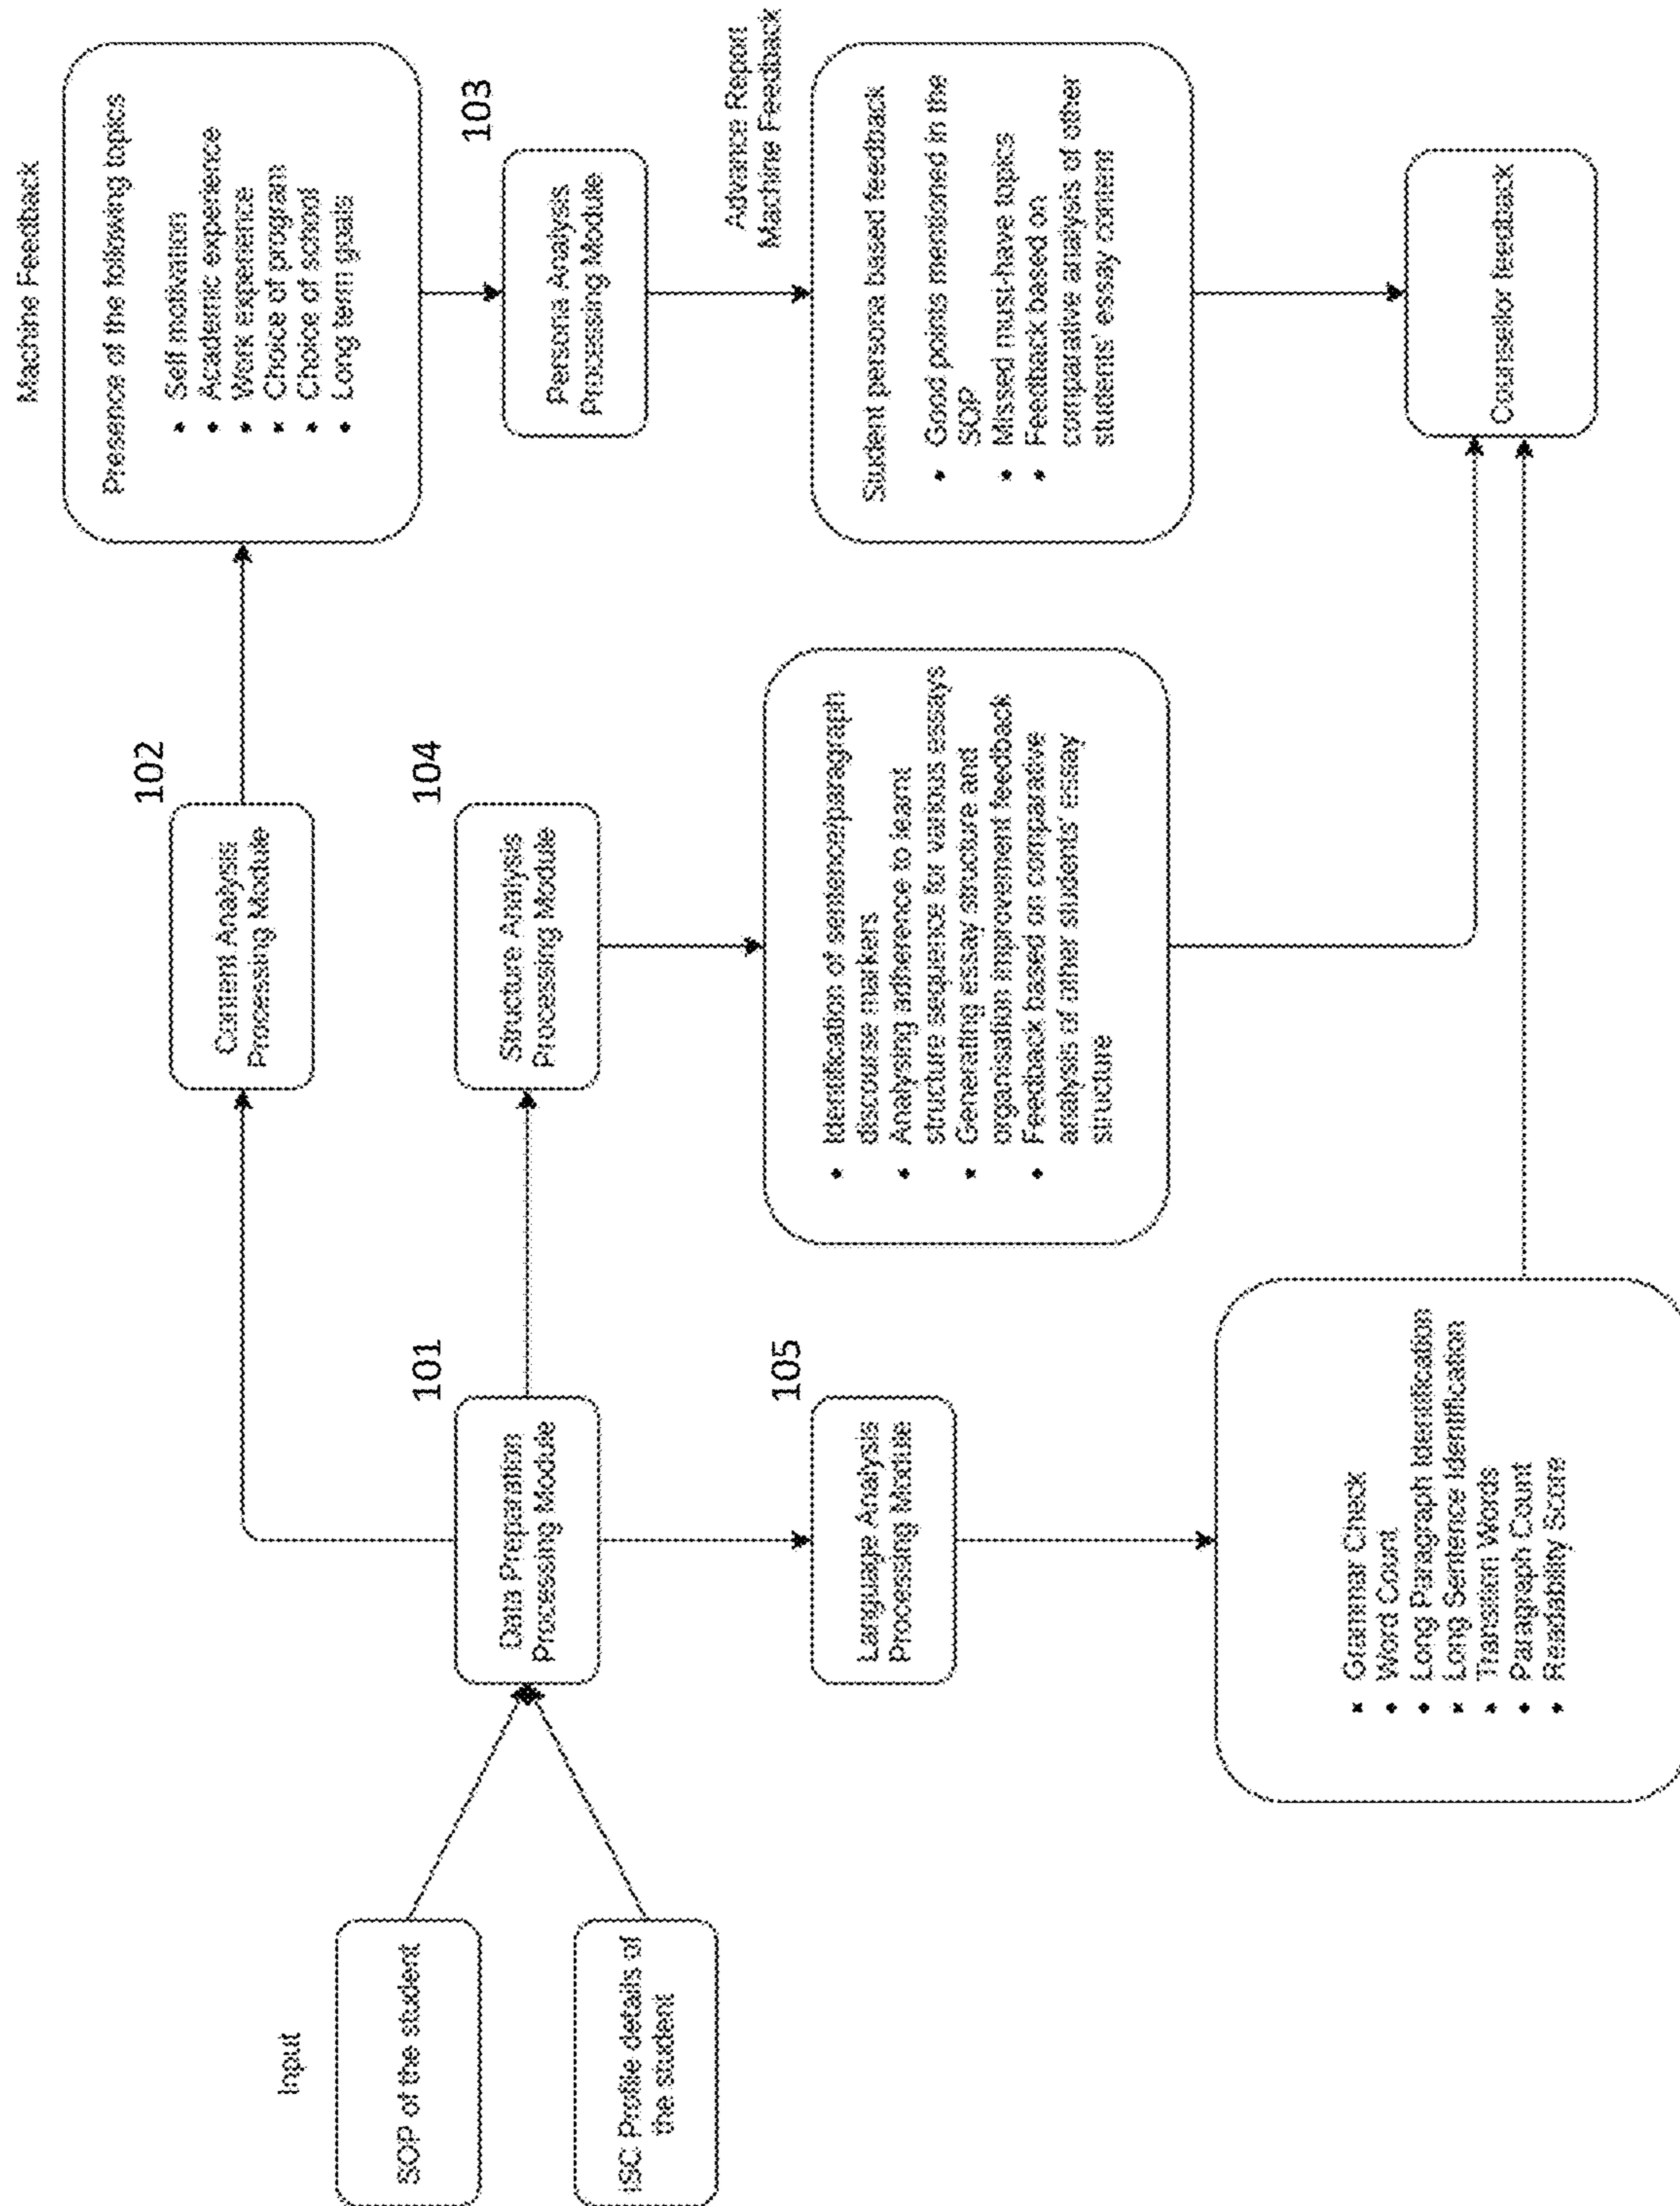 Input
SOP of the student
ISC Profile details of
the student
101
Data Preparation
Processing Module
102
Content Analysis
Processing Module
Machine Feedback
Presence of the following topics
• Self motivation
• Academic experience
• Work experience
• Choice of program
• Choice of school
• Long term goals
103
Persona Analysis
Processing Module
Advance Report
Machine Feedback
Student persona based feedback
• Good points mentioned in the
SOP
• Missed must-have topics
• Feedback based on
comparative analysis of other
students' essay content
104
Structure Analysis
Processing Module
• Identification of sentence/paragraph
discourse markers
• Analysing adherence to learnt
structure sequence for various essays
• Generating essay structure and
organisation improvement feedback
• Feedback based on comparative
analysis of other students' essay
structure
105
Language Analysis
Processing Module
• Grammar Check
• Word Count
• Long Paragraph Identification
• Long Sentence Identification
• Transition Words
• Paragraph Count
• Readability Score
Counsellor feedback